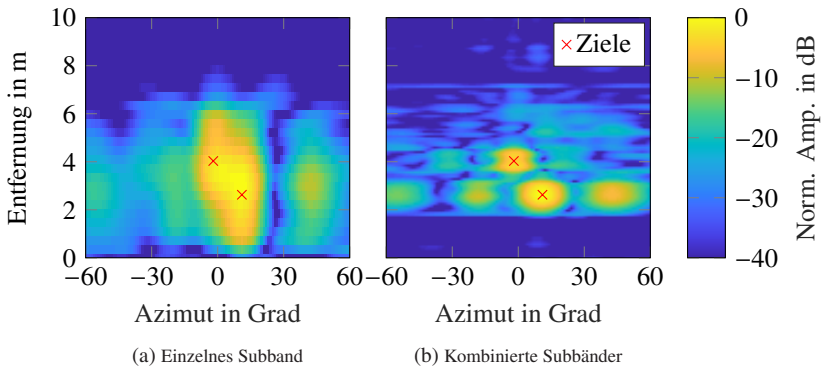 10
8
6
4
2
0
Entfernung in m
−60 −30 0 30 60
Azimut in Grad
(a) Einzelnes Subband
Ziele
−60 −30 0 30 60
Azimut in Grad
(b) Kombinierte Subbänder
0
−10
−20
−30
−40
Norm. Amp. in dB